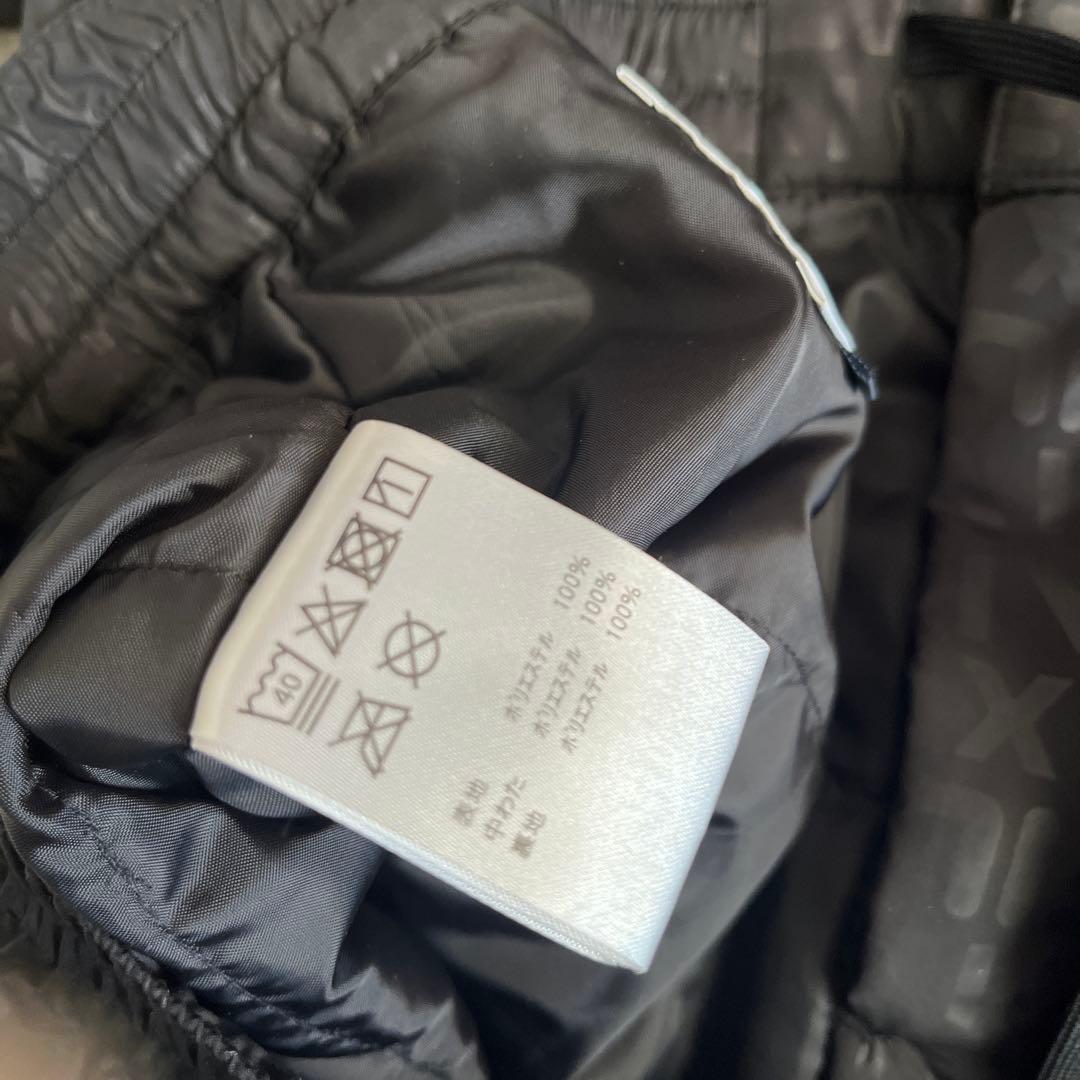 40
表地 ポリエステル 100%
中わた ポリエステル 100%
裏地 ポリエステル 100%